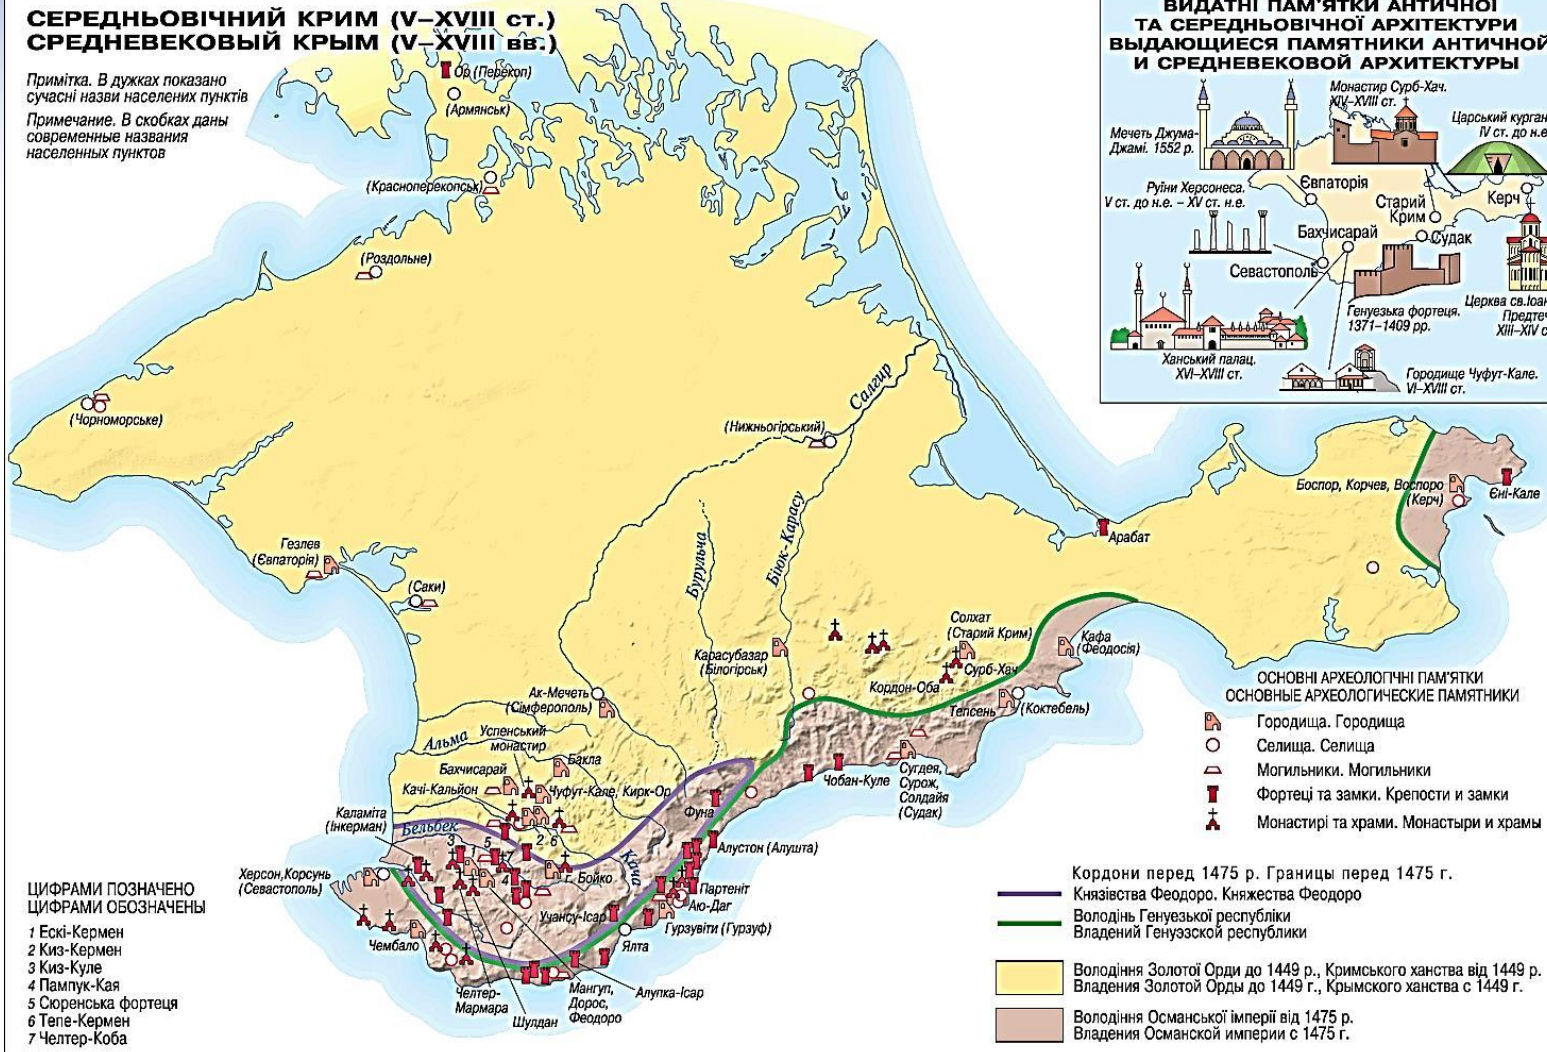 СЕРЕДНЬОВІЧНИЙ КРИМ (V–XVIII ст.)
СРЕДНЕВЕКОВЫЙ КРЫМ (V–XVIII вв.)
Примітка. В дужках показано
сучасні назви населених пунктів
Примечание. В скобках даны
современные названия
населенных пунктов
ВИДАТНІ ПАМ'ЯТКИ АНТИЧНОЇ
ТА СЕРЕДНЬОВІЧНОЇ АРХІТЕКТУРИ
ВЫДАЮЩИЕСЯ ПАМЯТНИКИ АНТИЧНОЙ
И СРЕДНЕВЕКОВОЙ АРХИТЕКТУРЫ
Монастир Сурб-Хач.
XIV–XVIII ст.
Мечеть Джума-
Джамі. 1552 р.
Царський курган
IV ст. до н.е
Руїни Херсонеса.
V ст. до н.е. – XV ст. н.е.
Євпаторія
Старий
Крим
Керч
Бахчисарай
Судак
Севастополь
Генуезька фортеця.
1371–1409 рр.
Церква св.Іоан
Предтеч
XIII–XIV с
Ханський палац.
XVI–XVIII ст.
Городище Чуфут-Кале.
VI–XVIII ст.
Ор (Перекоп)
(Армянськ)
(Красноперекопськ)
(Роздольне)
(Чорноморське)
Салгир
(Нижньогірський)
Бурульча
Біюк-Карасу
Боспор, Корчев, Воспоро
(Керч)
Єні-Кале
Арабат
Гезлев
(Євпаторія)
(Саки)
Солхат
(Старий Крим)
Сурб-Хач
Кордон-Оба
Кафа
(Феодосія)
Карасубазар
(Білогірськ)
Тепсень
(Коктебель)
Ак-Мечеть
(Сімферополь)
Альма
Успенський
монастир
Бакла
Бахчисарай
Качі-Кальйон
Чуфут-Кале, Кирк-Ор
Чобан-Куле
Сугдея,
Сурож,
Солдайя
(Судак)
Фуна
Каламіта
(Інкерман)
Бельбек
3
1
5
7
2
6
4
Кача
г. Бойко
Алустон (Алушта)
Херсон, Корсунь
(Севастополь)
Партеніт
Аю-Даг
Учансу-Ісар
Гурзувіти (Гурзуф)
Чембало
Ялта
Челтер-
Мармара
Шулдан
Мангуп,
Дорос,
Феодоро
Алупка-Ісар
ЦИФРАМИ ПОЗНАЧЕНО
ЦИФРАМИ ОБОЗНАЧЕНЫ
1 Ескі-Кермен
2 Киз-Кермен
3 Киз-Куле
4 Пампук-Кая
5 Сюренська фортеця
6 Тепе-Кермен
7 Челтер-Коба
ОСНОВНІ АРХЕОЛОГІЧНІ ПАМ'ЯТКИ
ОСНОВНЫЕ АРХЕОЛОГИЧЕСКИЕ ПАМЯТНИКИ
Городища. Городища
Селища. Селища
Могильники. Могильники
Фортеці та замки. Крепости и замки
Монастирі та храми. Монастыри и храмы
Кордони перед 1475 р. Границы перед 1475 г.
Князівства Феодоро. Княжества Феодоро
Володінь Генуезької республіки
Владений Генуэзской республики
Володіння Золотої Орди до 1449 р., Кримського ханства від 1449 р.
Владения Золотой Орды до 1449 г., Крымского ханства с 1449 г.
Володіння Османської імперії від 1475 р.
Владения Османской империи с 1475 г.